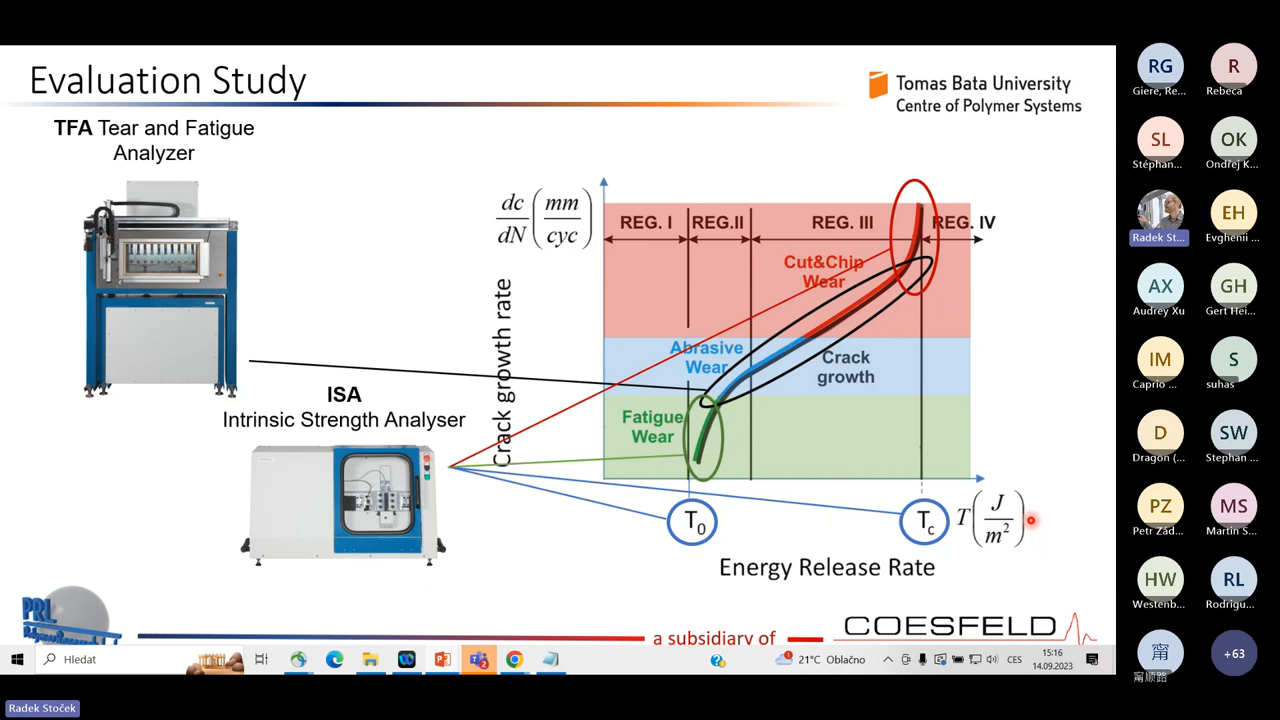 Evaluation Study
Tomas Bata University
Centre of Polymer Systems
TFA Tear and Fatigue
Analyzer
ISA
Intrinsic Strength Analyser
Crack growth rate
dc
dN
(mm
cyc)
REG. I
REG.II
REG. III
REG. IV
Cut&Chip
Wear
Abrasive
Wear
Crack
growth
Fatigue
Wear
T0
Tc
T(J
m²)
Energy Release Rate
PRL
a subsidiary of
COESFELD
Hledat
21°C Oblačno
CES
15:16
14.09.2023
RG
Giere, Re...
R
Rebeca
SL
Stéphan...
OK
Ondřej K...
Radek St...
EH
Evghenii ...
AX
Audrey Xu
GH
Gert Hei...
IM
Caprio ...
S
suhas
D
Dragon (...
SW
Stephan ...
PZ
Petr Zád...
MS
Martin S...
HW
Westenb...
RL
Rodrigu...
甯
甯顺路
+63
Radek Stoček